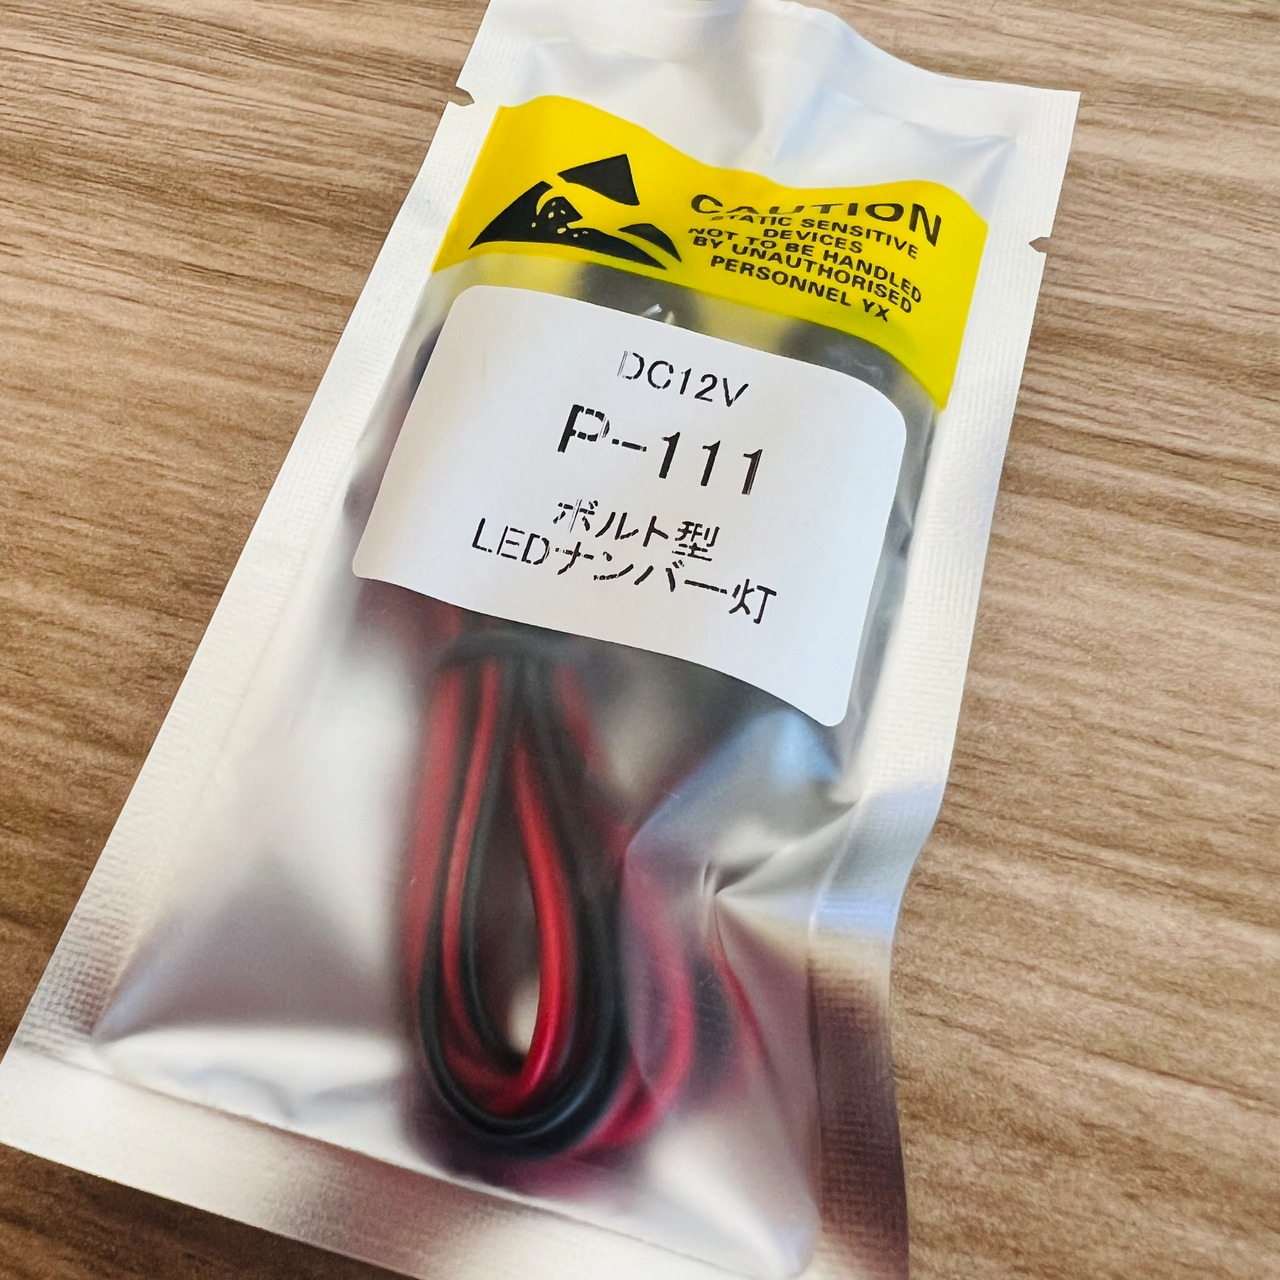 CAUTION
STATIC SENSITIVE
DEVICES
NOT TO BE HANDLED
BY UNAUTHORISED
PERSONNEL YX
DC12V
P-111
ボルト型
LEDナンバー灯